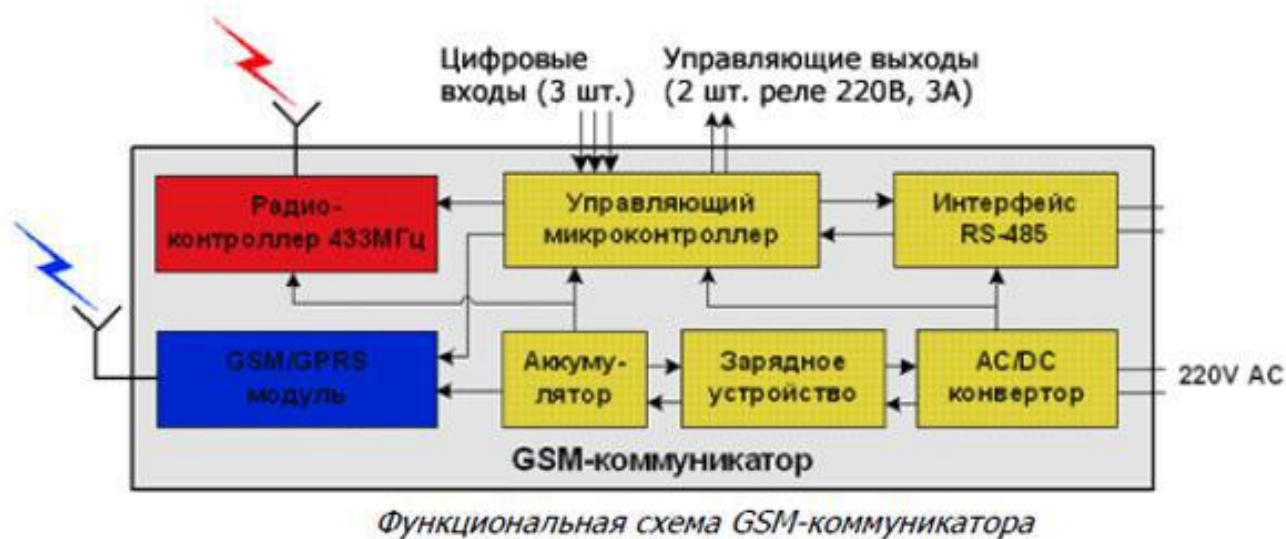 Цифровые
входы (3 шт.)
Управляющие выходы
(2 шт. реле 220В, 3А)
Радио-
контроллер 433МГц
Управляющий
микроконтроллер
Интерфейс
RS-485
GSM/GPRS
модуль
Аккуму-
лятор
Зарядное
устройство
AC/DC
конвертор
220V AC
GSM-коммуникатор
Функциональная схема GSM-коммуникатора